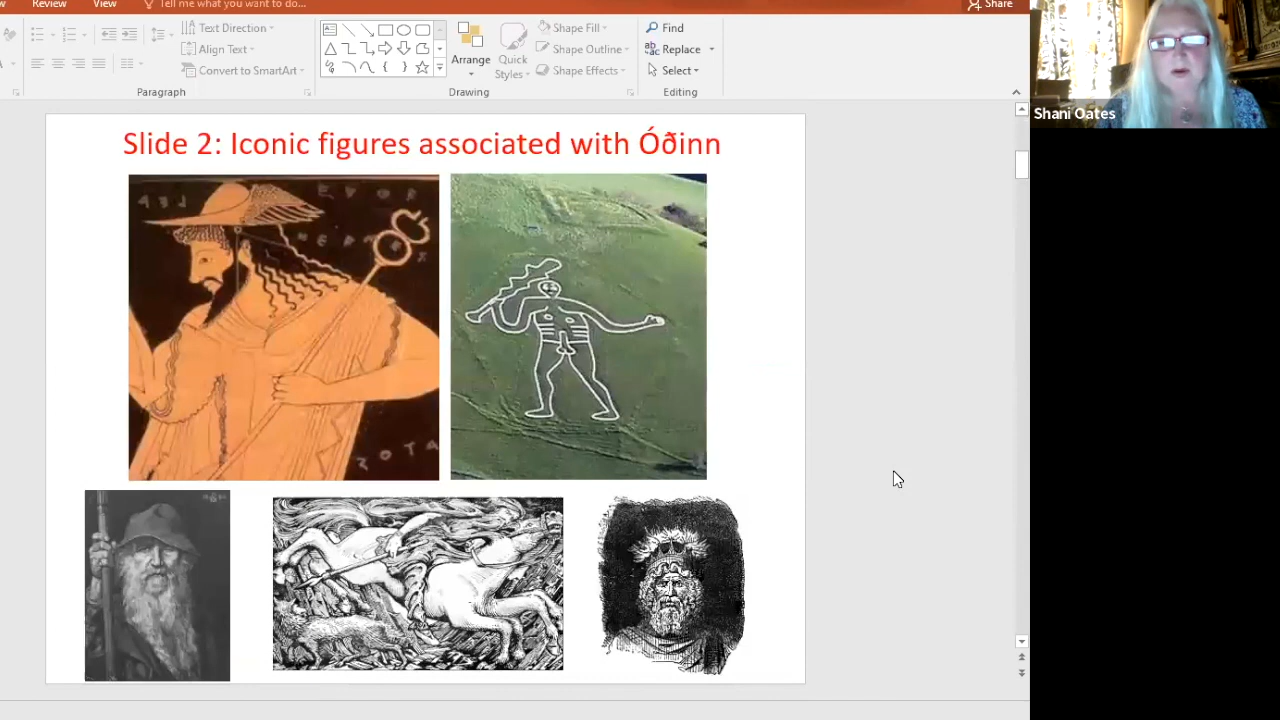 Review View Tell me what you want to do... Share
Text Direction
Align Text
Convert to SmartArt
Paragraph
Arrange
Quick
Styles
Drawing
Shape Fill
Shape Outline
Shape Effects
Find
Replace
Select
Editing
Shani Oates
Slide 2: Iconic figures associated with Óðinn